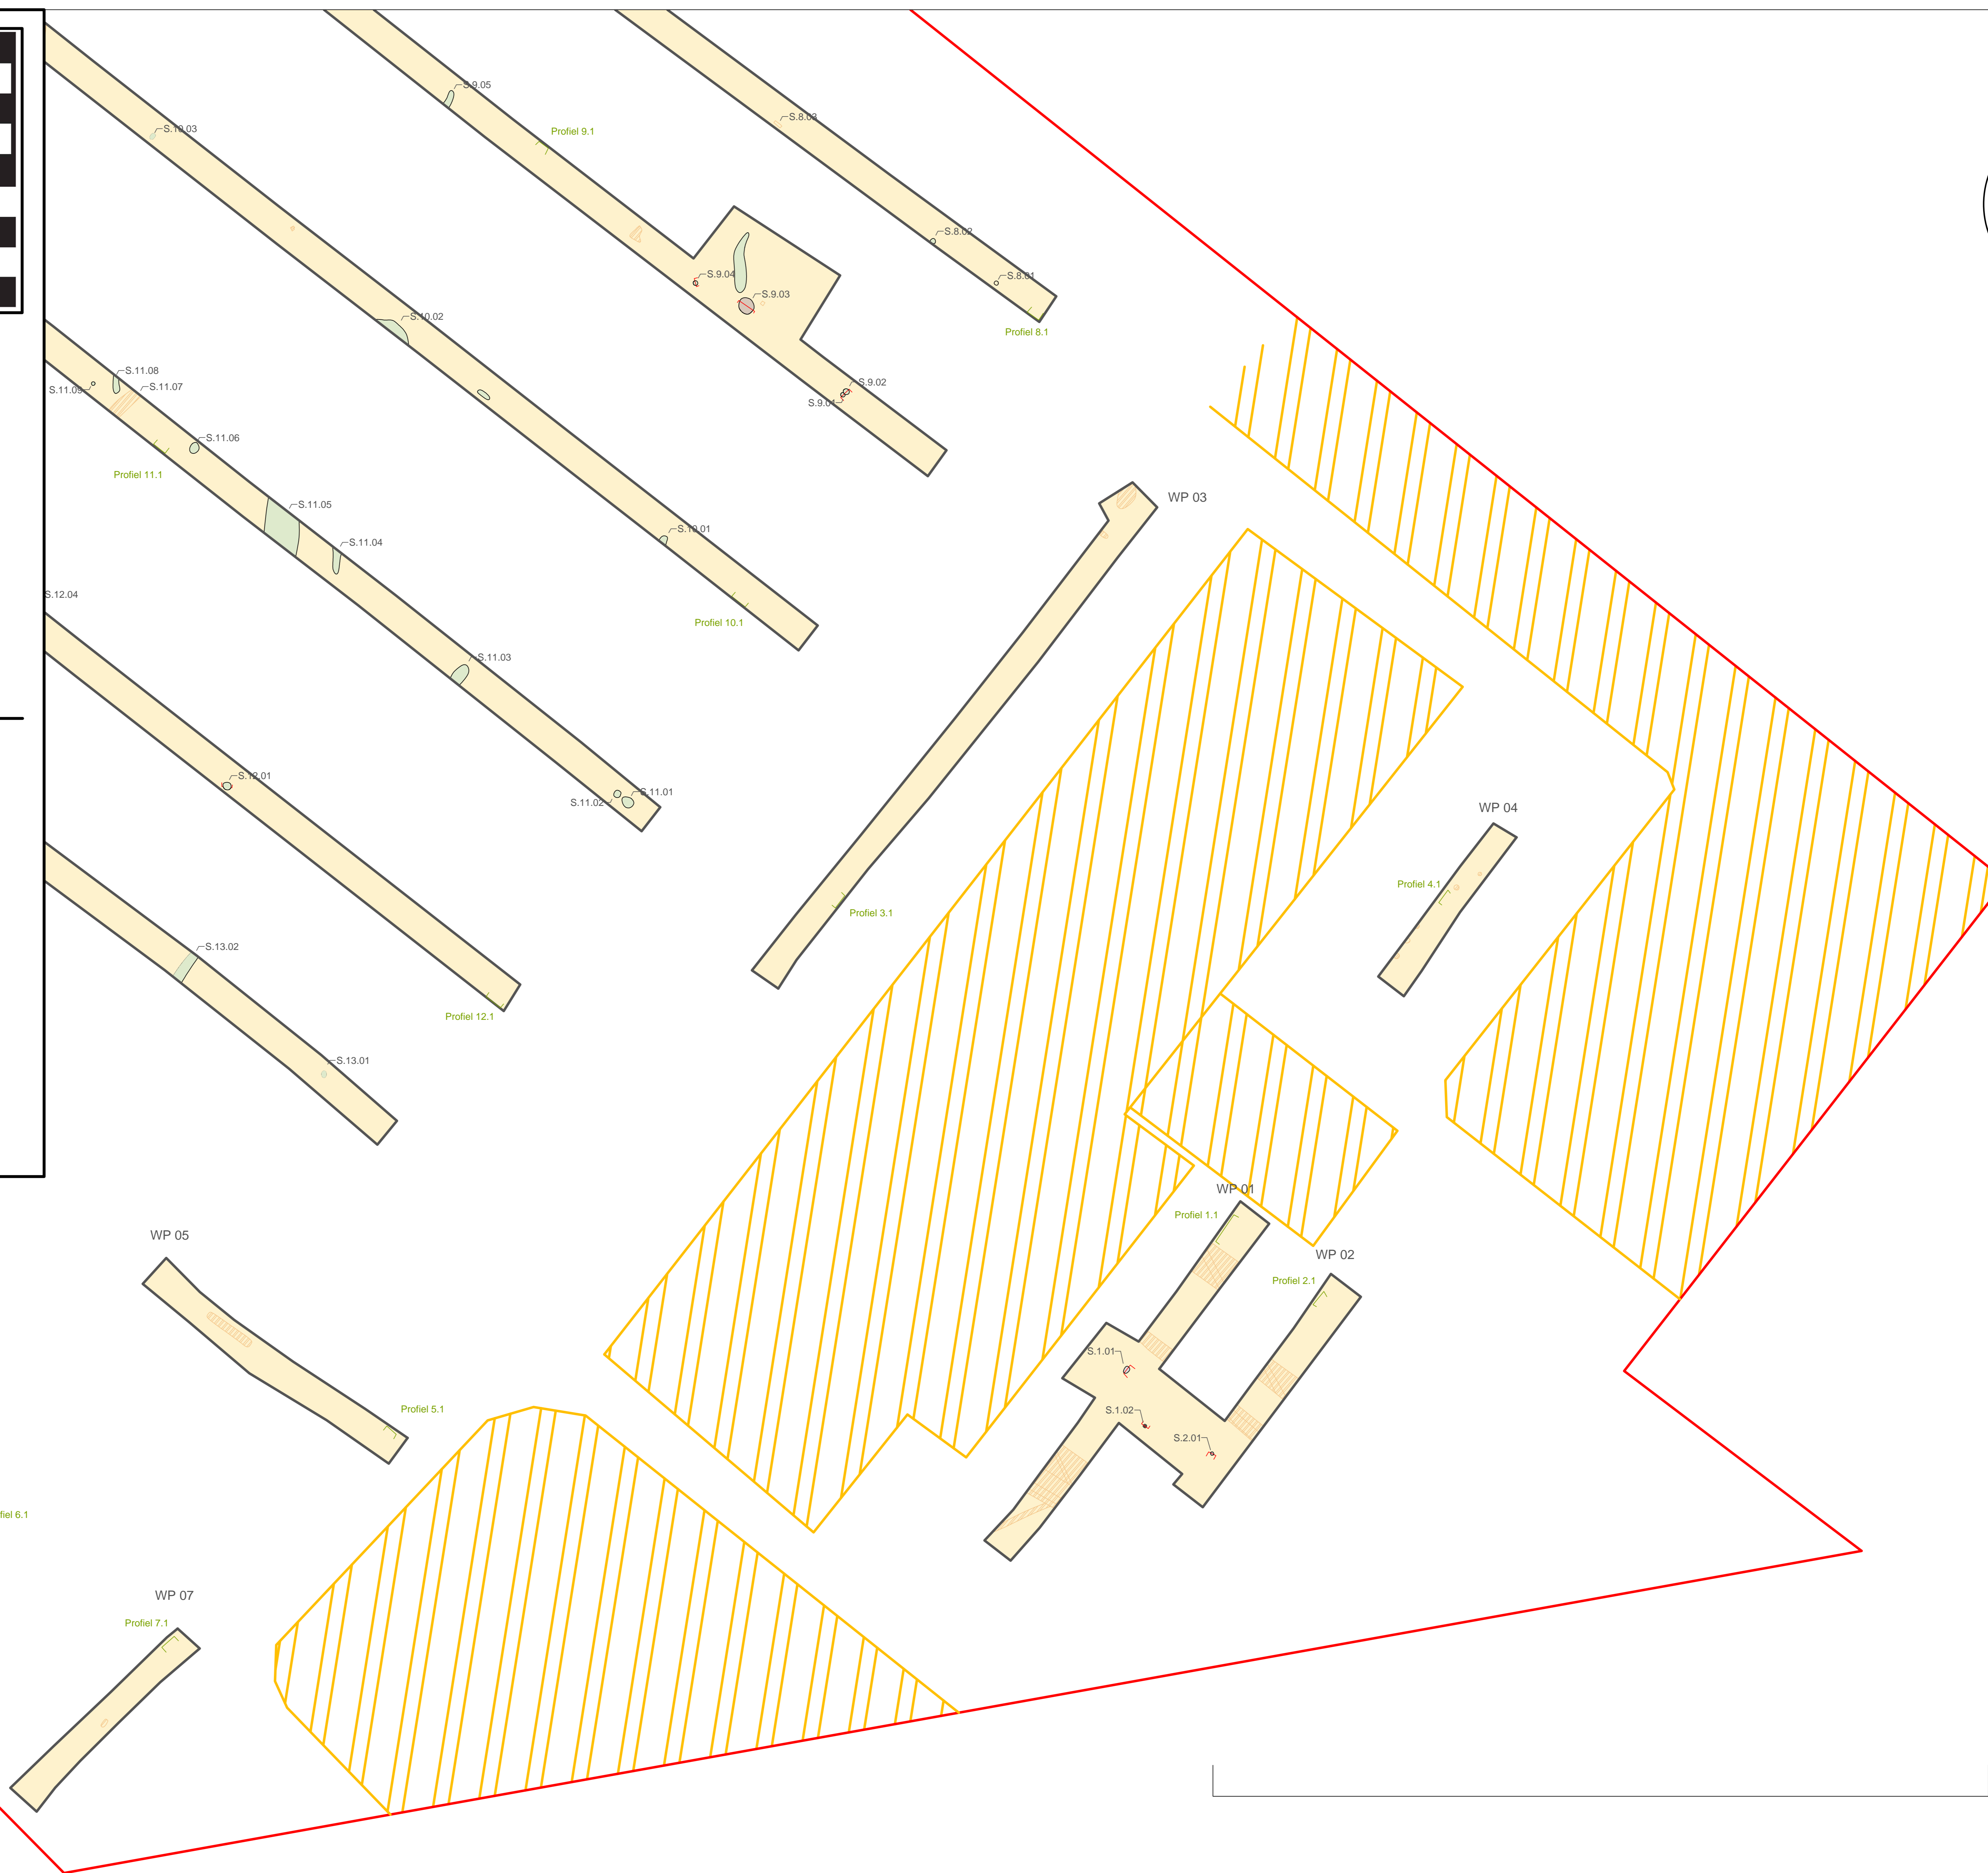 S.9.05
S.8.03
S.10.03
Profiel 9.1
S.8.02
S.9.04
S.8.01
S.9.03
S.10.02
Profiel 8.1
S.11.08
S.11.07
S.11.09
S.9.02
S.9.01
S.11.06
Profiel 11.1
WP 03
S.11.05
S.10.01
S.11.04
S.12.04
Profiel 10.1
S.11.03
S.12.01
S.11.01
S.11.02
WP 04
Profiel 4.1
Profiel 3.1
S.13.02
Profiel 12.1
S.13.01
WP 01
Profiel 1.1
WP 05
WP 02
Profiel 2.1
S.1.01
Profiel 5.1
S.1.02
S.2.01
fiel 6.1
WP 07
Profiel 7.1